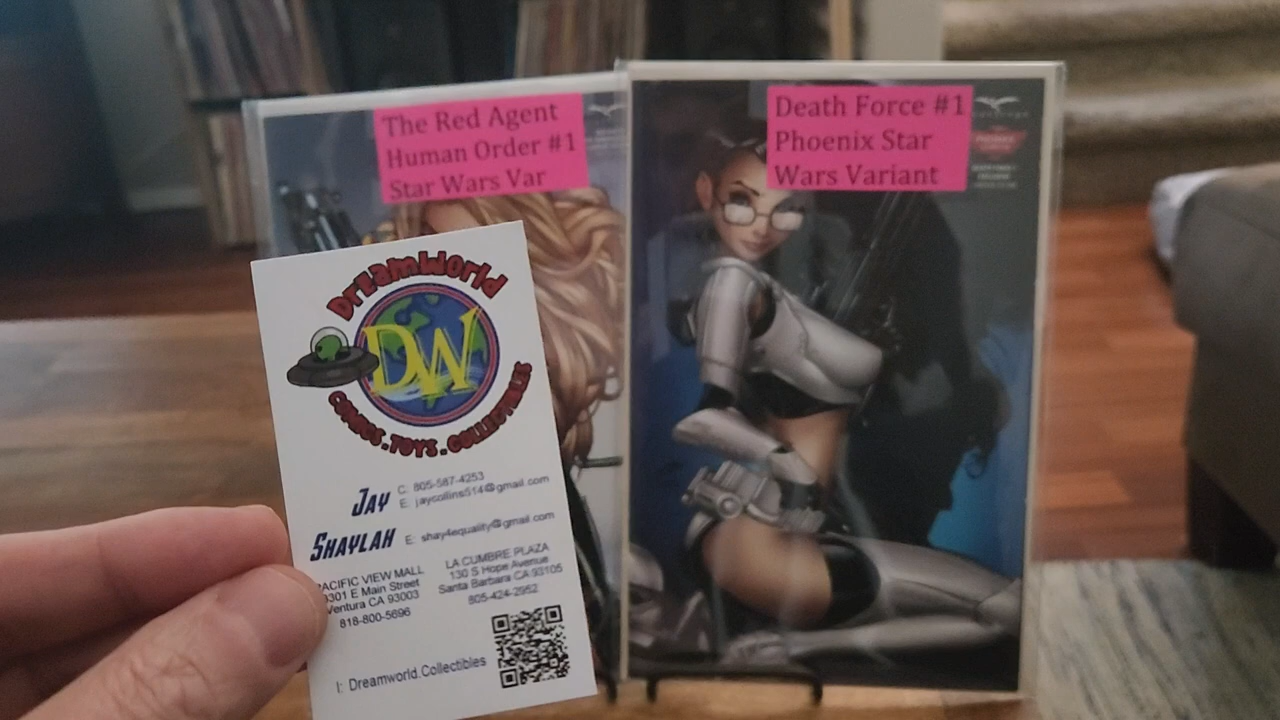 The Red Agent
Human Order #1
Star Wars Var
Death Force #1
Phoenix Star
Wars Variant
DreamWorld
DW
COMICS.TOYS.COLLECTIBLES
JAY
C: 805-587-4253
E. jaycollins514@gmail.com
SHAYLAH
E: shay4equality@gmail.com
PACIFIC VIEW MALL
3301 E Main Street
Ventura CA 93003
818-800-5696
LA CUMBRE PLAZA
130 S Hope Avenue
Santa Barbara CA 93105
805-424-2952
I: Dreamworld.Collectibles